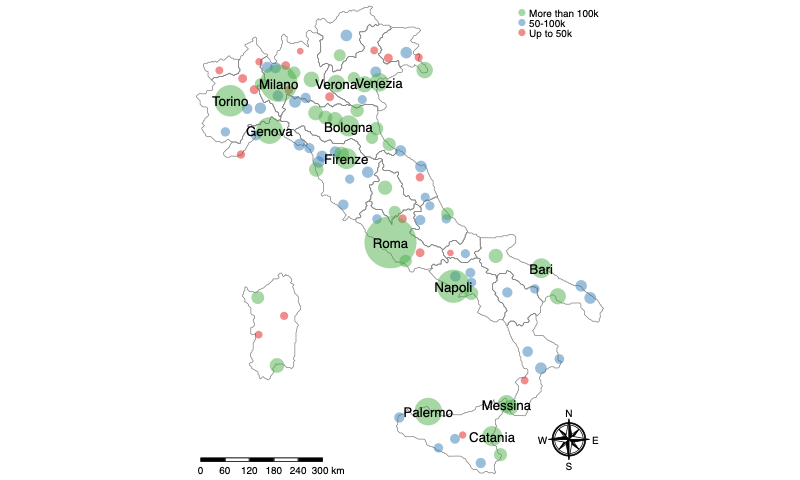 More than 100k
50-100k
Up to 50k
Milano
Verona
Venezia
Torino
Genova
Bologna
Firenze
Roma
Napoli
Bari
Palermo
Messina
Catania
N
W E
S
0 60 120 180 240 300 km